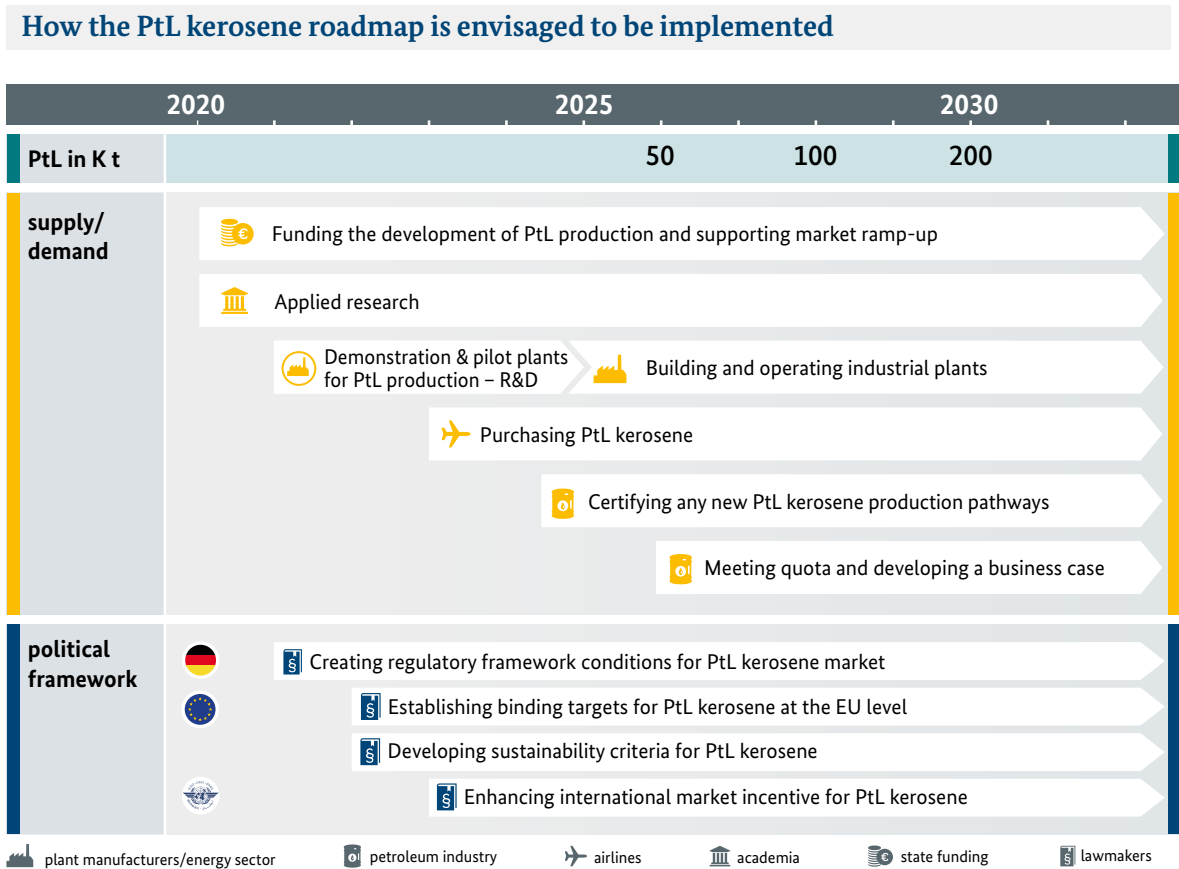 How the PtL kerosene roadmap is envisaged to be implemented
2020 2025 2030
PtL in K t 50 100 200
supply/
demand
Funding the development of PtL production and supporting market ramp-up
Applied research
Demonstration & pilot plants
for PtL production – R&D
Building and operating industrial plants
Purchasing PtL kerosene
Certifying any new PtL kerosene production pathways
Meeting quota and developing a business case
political
framework
§ Creating regulatory framework conditions for PtL kerosene market
§ Establishing binding targets for PtL kerosene at the EU level
§ Developing sustainability criteria for PtL kerosene
§ Enhancing international market incentive for PtL kerosene
plant manufacturers/energy sector petroleum industry airlines academia € state funding § lawmakers